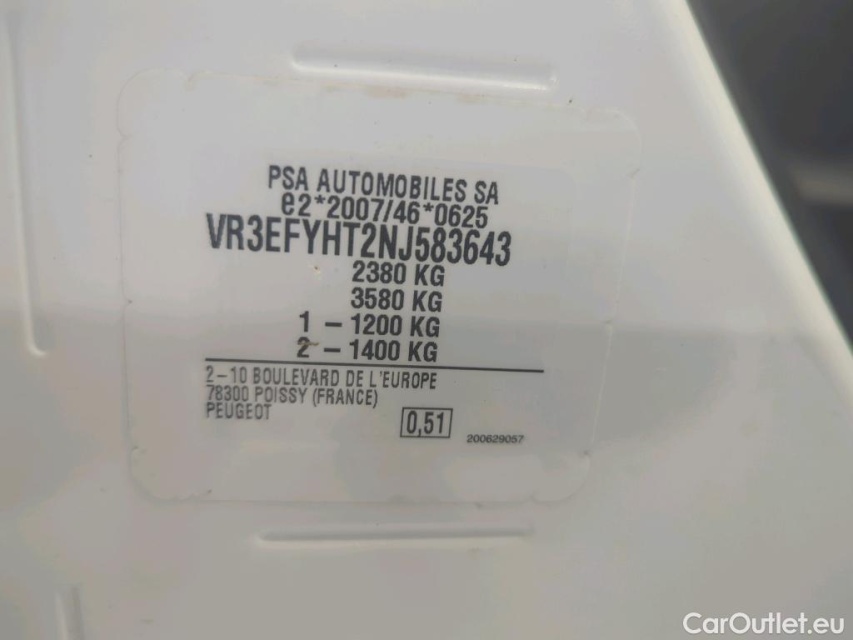 PSA AUTOMOBILES SA
e2*2007/46*0625
VR3EFYHT2NJ583643
2380 KG
3580 KG
1 – 1200 KG
2 – 1400 KG
2–10 BOULEVARD DE L'EUROPE
78300 POISSY (FRANCE)
PEUGEOT
0,51
200629057
CarOutlet.eu